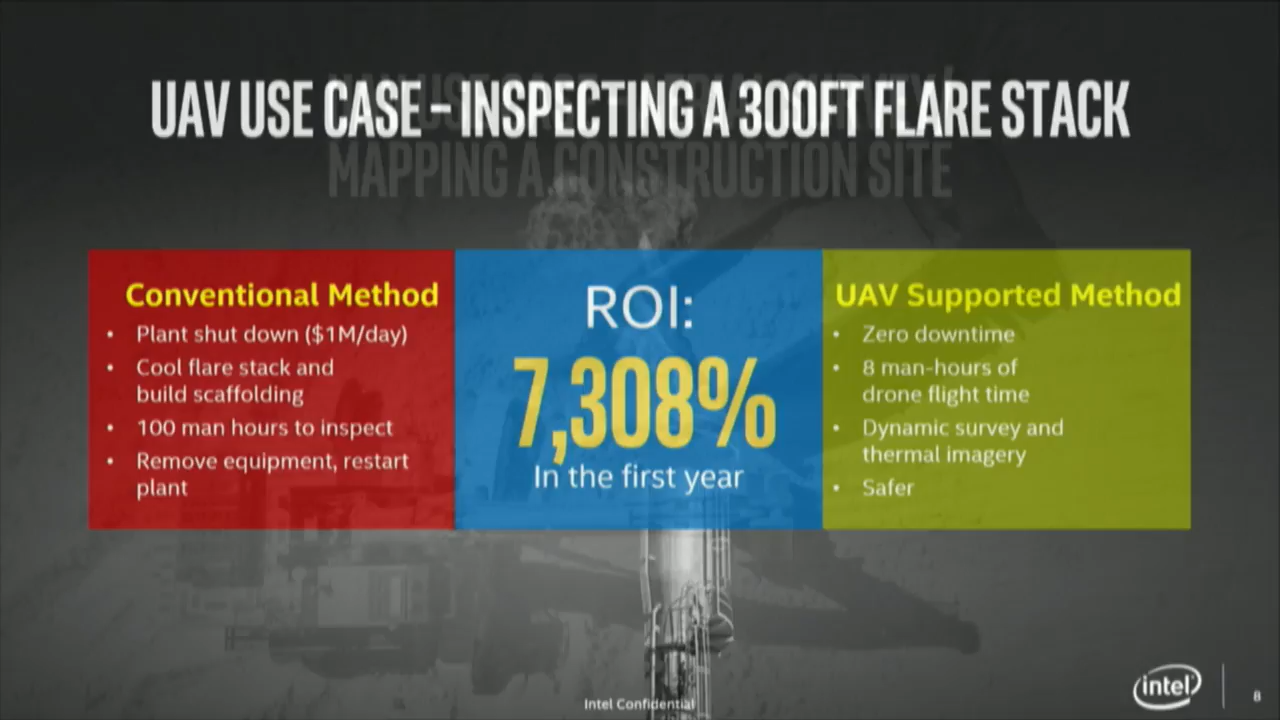 UAV USE CASE – INSPECTING A 300FT FLARE STACK
MAPPING A CONSTRUCTION SITE
Conventional Method
• Plant shut down ($1M/day)
• Cool flare stack and
build scaffolding
• 100 man hours to inspect
• Remove equipment, restart
plant
ROI:
7,308%
In the first year
UAV Supported Method
• Zero downtime
• 8 man-hours of
drone flight time
• Dynamic survey and
thermal imagery
• Safer
Intel Confidential
intel
8